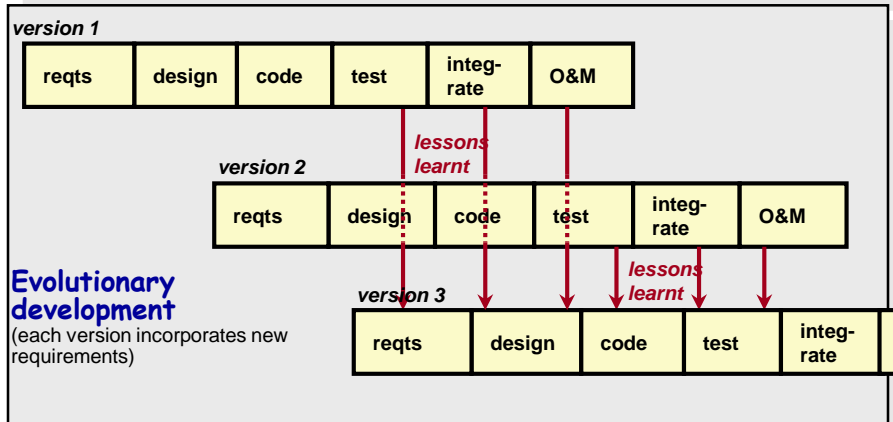 version 1
reqts design code test integ-
rate O&M
lessons
learnt
version 2
reqts design code test integ-
rate O&M
lessons
learnt
Evolutionary
development
(each version incorporates new
requirements)
version 3
reqts design code test integ-
rate